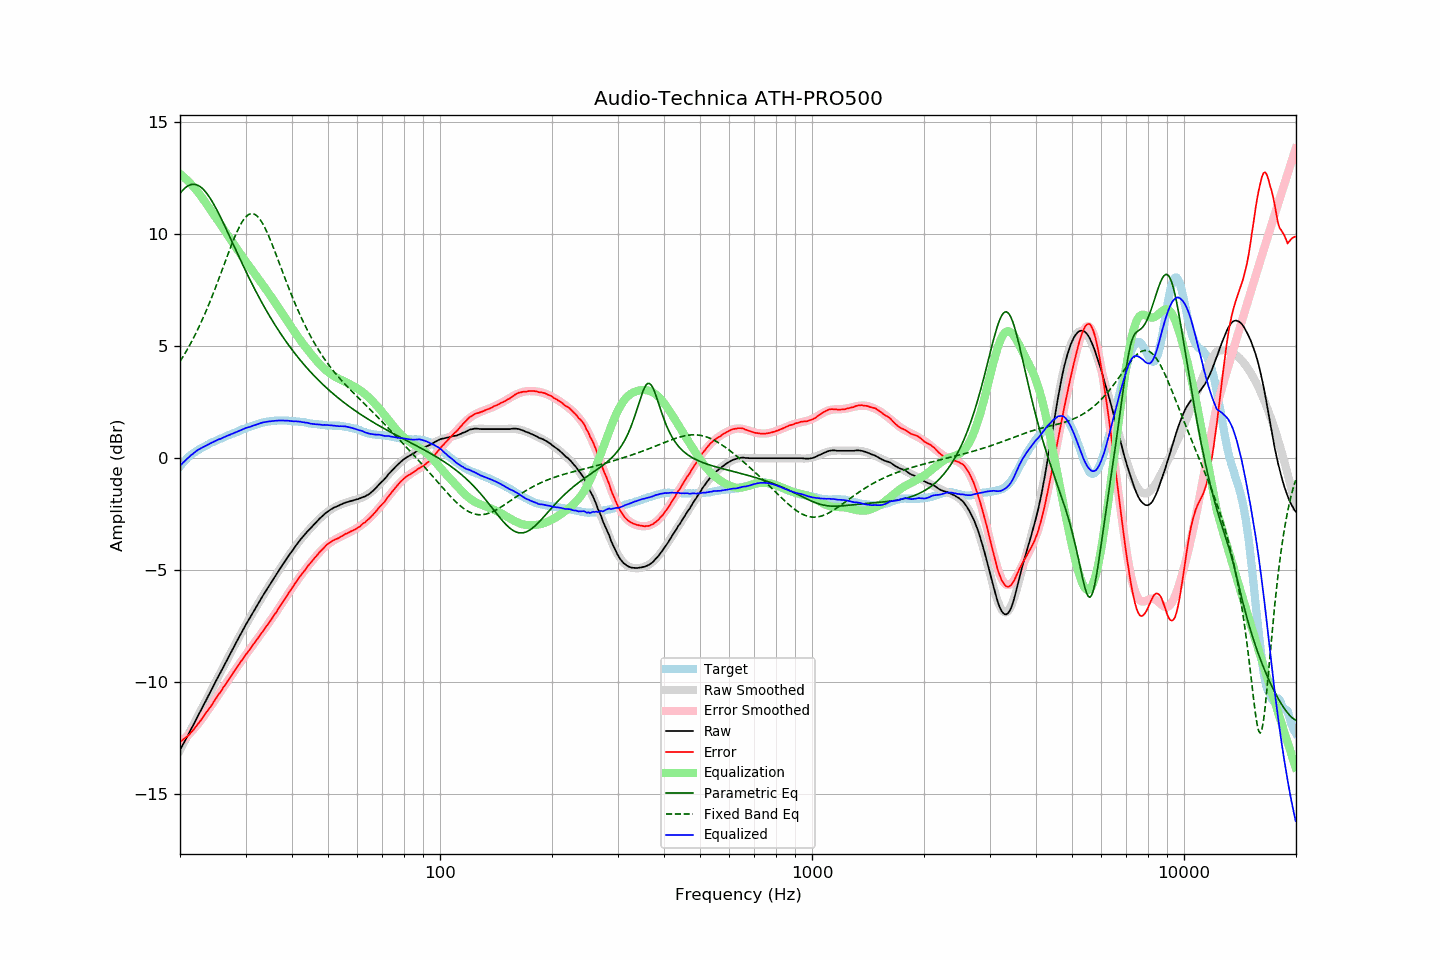 Audio-Technica ATH-PRO500
15
10
5
0
−5
−10
−15
Amplitude (dBr)
100
1000
10000
Frequency (Hz)
Target
Raw Smoothed
Error Smoothed
Raw
Error
Equalization
Parametric Eq
Fixed Band Eq
Equalized